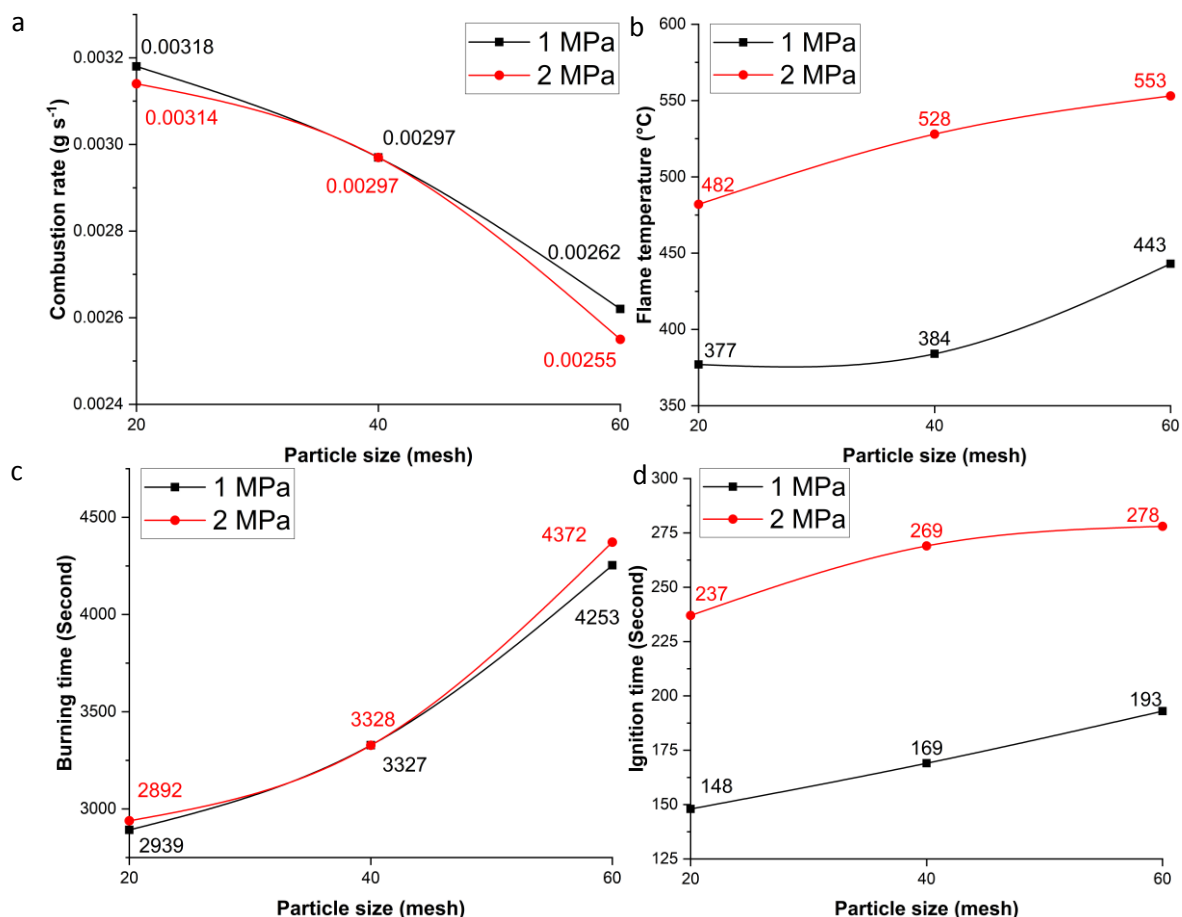 a
1 MPa
2 MPa
0.00318
0.00314
0.00297
0.00297
0.00262
0.00255
0.0032
0.0030
0.0028
0.0026
0.0024
Combustion rate (g s⁻¹)
20
40
60
Particle size (mesh)
b
1 MPa
2 MPa
600
550
500
450
400
350
Flame temperature (°C)
482
528
553
377
384
443
20
40
60
Particle size (mesh)
c
1 MPa
2 MPa
4500
4000
3500
3000
Burning time (Second)
2892
2939
3328
3327
4372
4253
20
40
60
Particle size (mesh)
d
1 MPa
2 MPa
300
275
250
225
200
175
150
125
Ignition time (Second)
237
269
278
148
169
193
20
40
60
Particle size (mesh)